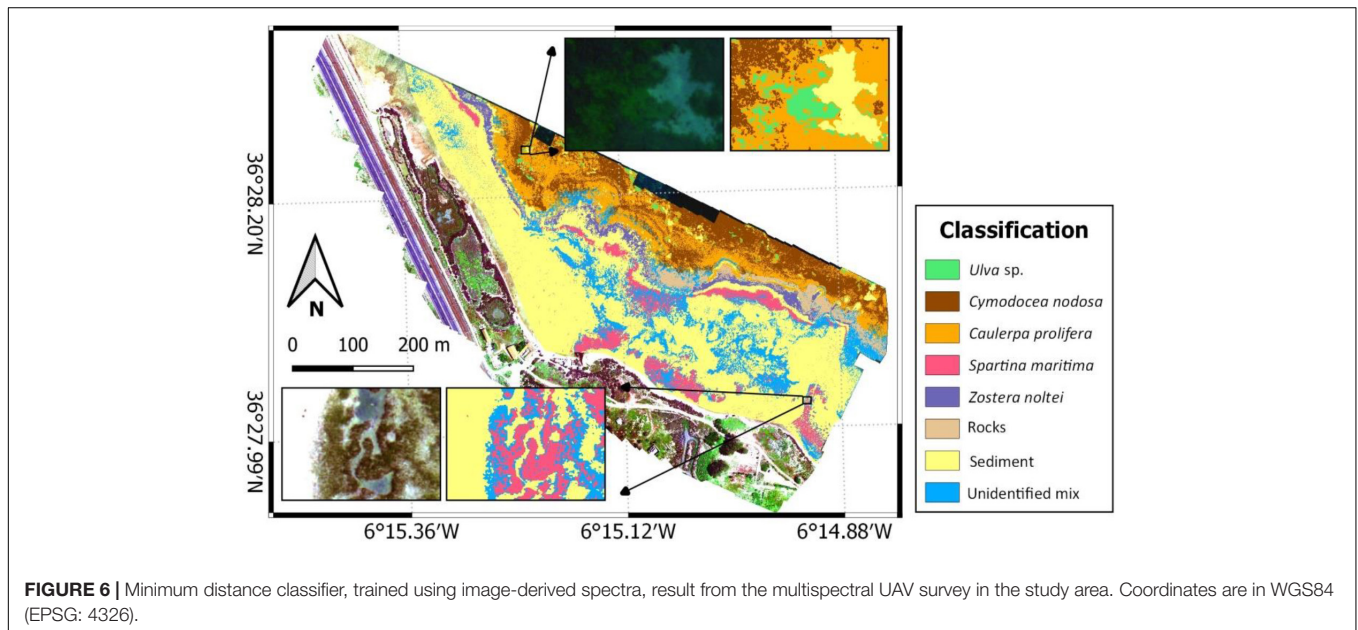 36°28.20′N
36°27.99′N
N
0 100 200 m
6°15.36′W 6°15.12′W 6°14.88′W
Classification
Ulva sp.
Cymodocea nodosa
Caulerpa prolifera
Spartina maritima
Zostera noltei
Rocks
Sediment
Unidentified mix
FIGURE 6 | Minimum distance classifier, trained using image-derived spectra, result from the multispectral UAV survey in the study area. Coordinates are in WGS84
(EPSG: 4326).